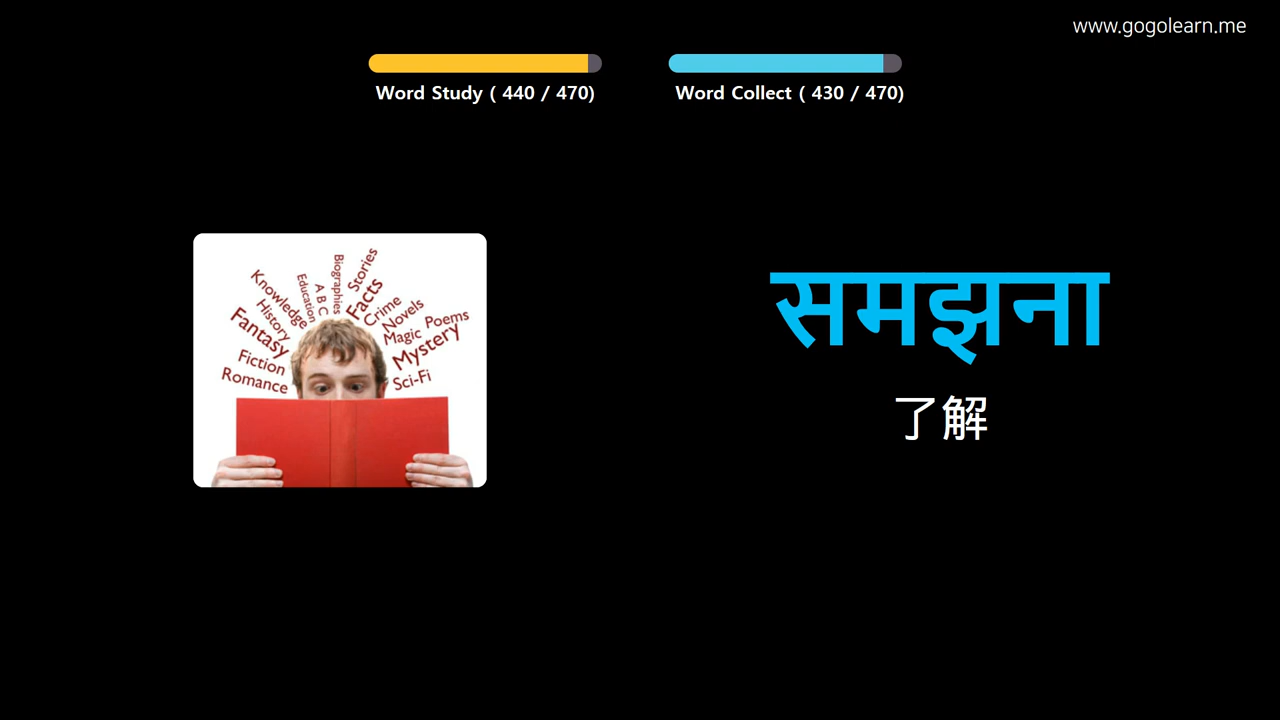 www.gogolearn.me
Word Study ( 440 / 470)
Word Collect ( 430 / 470)
Knowledge
History
Fantasy
Fiction
Romance
Education
A B C
Biographies
Stories
Facts
Crime
Novels
Magic
Poems
Mystery
Sci-Fi
समझना
了解